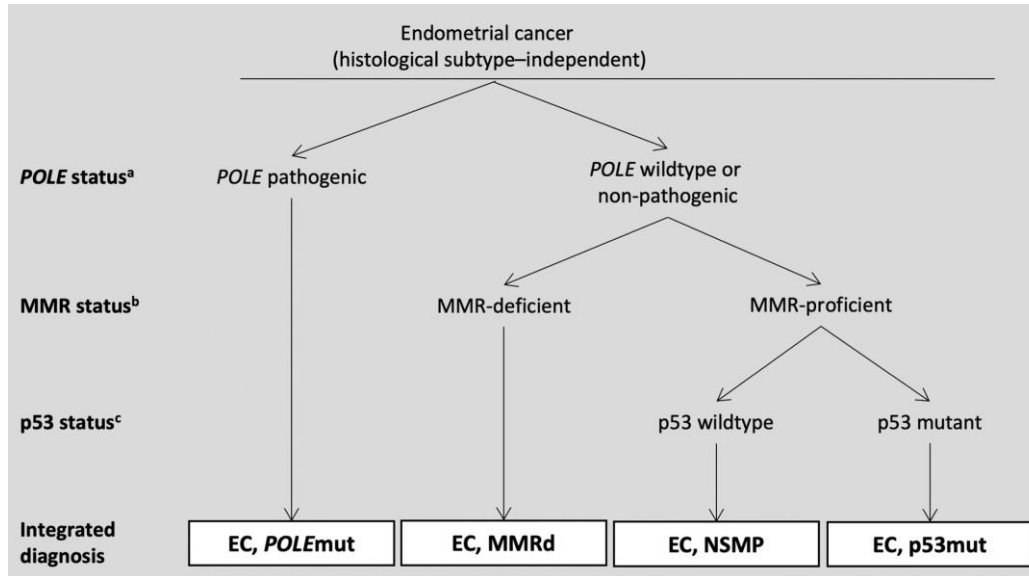 Endometrial cancer
(histological subtype–independent)
POLE statusᵃ
POLE pathogenic
POLE wildtype or
non-pathogenic
MMR statusᵇ
MMR-deficient
MMR-proficient
p53 statusᶜ
p53 wildtype
p53 mutant
Integrated
diagnosis
EC, POLEmut
EC, MMRd
EC, NSMP
EC, p53mut